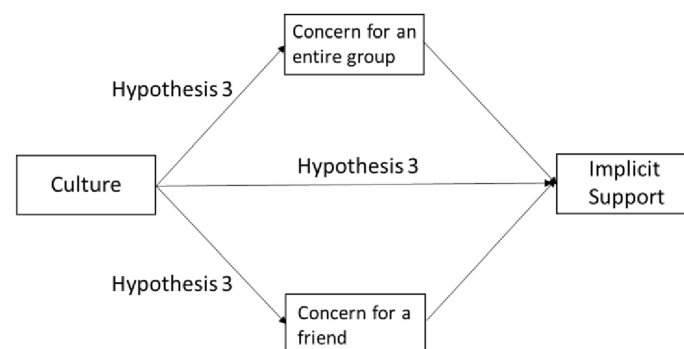 Concern for an
entire group
Hypothesis 3
Hypothesis 3
Culture
Implicit
Support
Hypothesis 3
Concern for a
friend